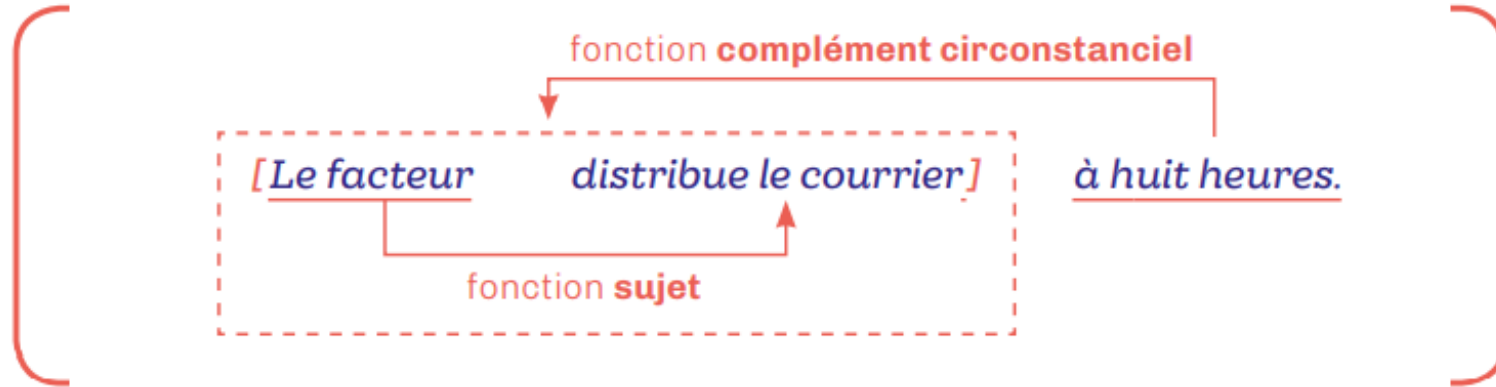 fonction complément circonstanciel
[Le facteur distribue le courrier] à huit heures.
fonction sujet